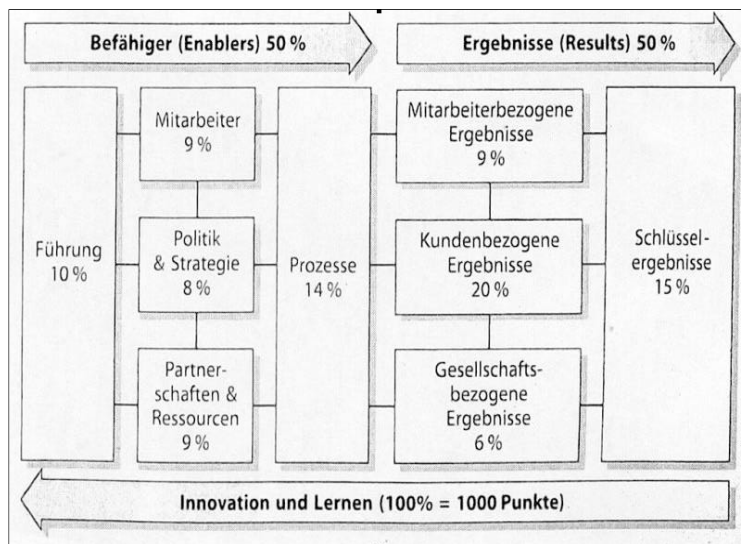 Befähiger (Enablers) 50 %
Ergebnisse (Results) 50 %
Führung
10 %
Mitarbeiter
9 %
Politik
& Strategie
8 %
Partner-
schaften &
Ressourcen
9 %
Prozesse
14 %
Mitarbeiterbezogene
Ergebnisse
9 %
Kundenbezogene
Ergebnisse
20 %
Gesellschafts-
bezogene
Ergebnisse
6 %
Schlüssel-
ergebnisse
15 %
Innovation und Lernen (100% = 1000 Punkte)